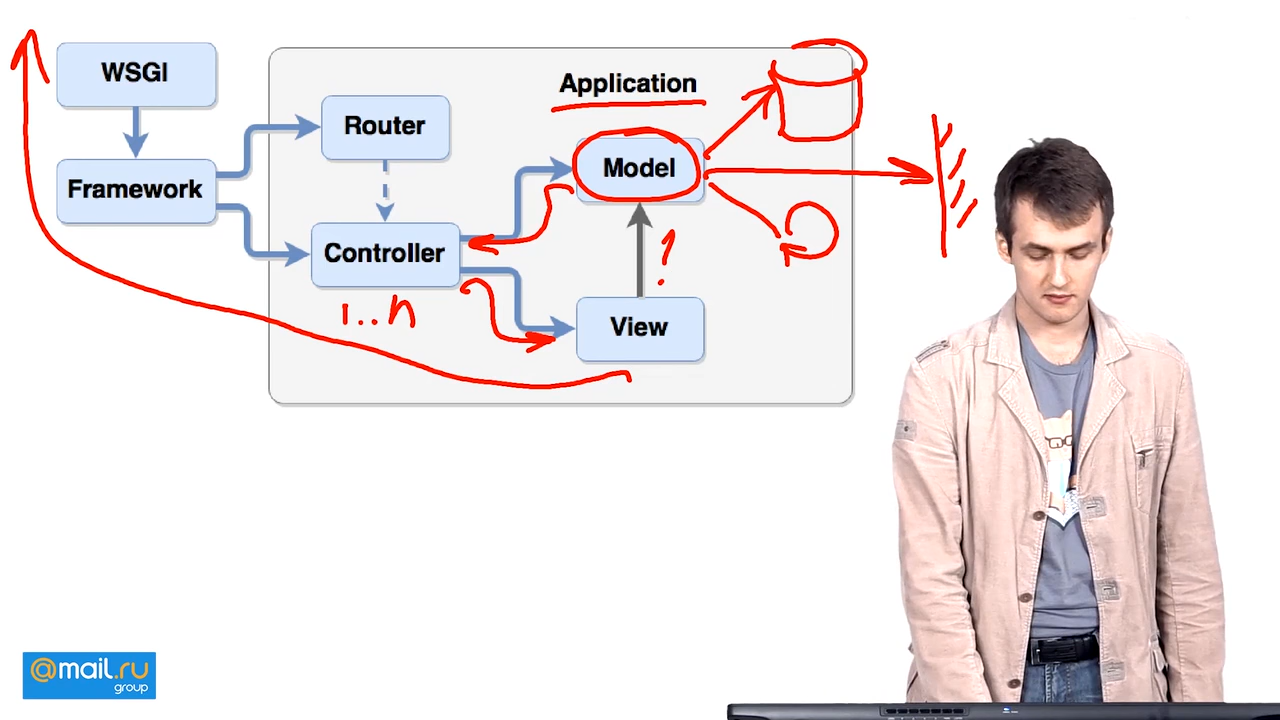 WSGI
Application
Router
Model
Framework
Controller
?
1..n
View
@mail.ru
group